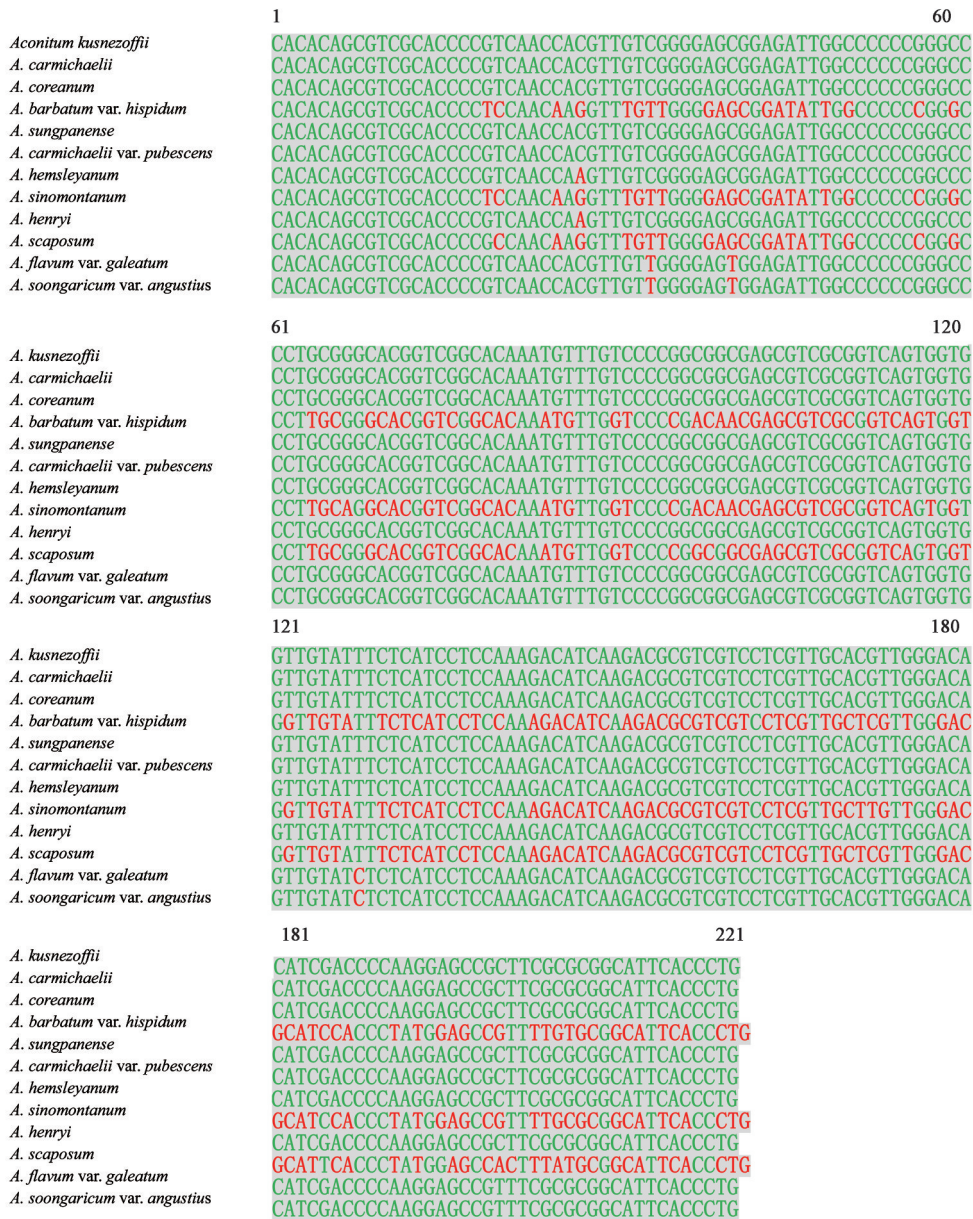 1 60
Aconitum kusnezoffii CACACAGCGTCGCACCCCGTCAACCACGTTGTCGGGGAGCGGAGATTGGCCCCCCGGGCC
A. carmichaelii CACACAGCGTCGCACCCCGTCAACCACGTTGTCGGGGAGCGGAGATTGGCCCCCCGGGCC
A. coreanum CACACAGCGTCGCACCCCGTCAACCACGTTGTCGGGGAGCGGAGATTGGCCCCCCGGGCC
A. barbatum var. hispidum CACACAGCGTCGCACCCCTCCAACAAGGTTTGTTGGGGAGCGGATATTGGCCCCCCGGGC
A. sungpanense CACACAGCGTCGCACCCCGTCAACCACGTTGTCGGGGAGCGGAGATTGGCCCCCCGGGCC
A. carmichaelii var. pubescens CACACAGCGTCGCACCCCGTCAACCACGTTGTCGGGGAGCGGAGATTGGCCCCCCGGGCC
A. hemsleyanum CACACAGCGTCGCACCCCGTCAACCAAGTTGTCGGGGAGCGGAGATTGGCCCCCCGGCCC
A. sinomontanum CACACAGCGTCGCACCCCTCCAACAAGGTTTGTTGGGGAGCGGATATTGGCCCCCCGGGC
A. henryi CACACAGCGTCGCACCCCGTCAACCAAGTTGTCGGGGAGCGGAGATTGGCCCCCCGGCCC
A. scaposum CACACAGCGTCGCACCCCGCCAACAAGGTTTGTTGGGGAGCGGATATTGGCCCCCCGGGC
A. flavum var. galeatum CACACAGCGTCGCACCCCGTCAACCACGTTGTTGGGGAGTGGAGATTGGCCCCCCGGGCC
A. soongaricum var. angustius CACACAGCGTCGCACCCCGTCAACCACGTTGTTGGGGAGTGGAGATTGGCCCCCCGGGCC
61 120
A. kusnezoffii CCTGCGGGCACGGTCGGCACAAATGTTTGTCCCCGGCGGCGAGCGTCGCGGTCAGTGGTG
A. carmichaelii CCTGCGGGCACGGTCGGCACAAATGTTTGTCCCCGGCGGCGAGCGTCGCGGTCAGTGGTG
A. coreanum CCTGCGGGCACGGTCGGCACAAATGTTTGTCCCCGGCGGCGAGCGTCGCGGTCAGTGGTG
A. barbatum var. hispidum CCTTGCGGGCACGGTCGGCACAAATGTTGGTCCCCGACAACGAGCGTCGCGGTCAGTGGT
A. sungpanense CCTGCGGGCACGGTCGGCACAAATGTTTGTCCCCGGCGGCGAGCGTCGCGGTCAGTGGTG
A. carmichaelii var. pubescens CCTGCGGGCACGGTCGGCACAAATGTTTGTCCCCGGCGGCGAGCGTCGCGGTCAGTGGTG
A. hemsleyanum CCTGCGGGCACGGTCGGCACAAATGTTTGTCCCCGGCGGCGAGCGTCGCGGTCAGTGGTG
A. sinomontanum CCTTGCAGGCACGGTCGGCACAAATGTTGGTCCCCGACAACGAGCGTCGCGGTCAGTGGT
A. henryi CCTGCGGGCACGGTCGGCACAAATGTTTGTCCCCGGCGGCGAGCGTCGCGGTCAGTGGTG
A. scaposum CCTTGCGGGCACGGTCGGCACAAATGTTGGTCCCCGGCGGCGAGCGTCGCGGTCAGTGGT
A. flavum var. galeatum CCTGCGGGCACGGTCGGCACAAATGTTTGTCCCCGGCGGCGAGCGTCGCGGTCAGTGGTG
A. soongaricum var. angustius CCTGCGGGCACGGTCGGCACAAATGTTTGTCCCCGGCGGCGAGCGTCGCGGTCAGTGGTG
121 180
A. kusnezoffii GTTGTATTTCTCATCCTCCAAAGACATCAAGACGCGTCGTCCTCGTTGCACGTTGGGACA
A. carmichaelii GTTGTATTTCTCATCCTCCAAAGACATCAAGACGCGTCGTCCTCGTTGCACGTTGGGACA
A. coreanum GTTGTATTTCTCATCCTCCAAAGACATCAAGACGCGTCGTCCTCGTTGCACGTTGGGACA
A. barbatum var. hispidum GGTTGTATTTCTCATCCTCCAAAGACATCAAGACGCGTCGTCCTCGTTGCTCGTTGGGAC
A. sungpanense GTTGTATTTCTCATCCTCCAAAGACATCAAGACGCGTCGTCCTCGTTGCACGTTGGGACA
A. carmichaelii var. pubescens GTTGTATTTCTCATCCTCCAAAGACATCAAGACGCGTCGTCCTCGTTGCACGTTGGGACA
A. hemsleyanum GTTGTATTTCTCATCCTCCAAAGACATCAAGACGCGTCGTCCTCGTTGCACGTTGGGACA
A. sinomontanum GGTTGTATTTCTCATCCTCCAAAGACATCAAGACGCGTCGTCCTCGTTGCTTGTTGGGAC
A. henryi GTTGTATTTCTCATCCTCCAAAGACATCAAGACGCGTCGTCCTCGTTGCACGTTGGGACA
A. scaposum GGTTGTATTTCTCATCCTCCAAAGACATCAAGACGCGTCGTCCTCGTTGCTCGTTGGGAC
A. flavum var. galeatum GTTGTATCTCTCATCCTCCAAAGACATCAAGACGCGTCGTCCTCGTTGCACGTTGGGACA
A. soongaricum var. angustius GTTGTATCTCTCATCCTCCAAAGACATCAAGACGCGTCGTCCTCGTTGCACGTTGGGACA
181 221
A. kusnezoffii CATCGACCCCAAGGAGCCGCTTCGCGCGGCATTCACCCTG
A. carmichaelii CATCGACCCCAAGGAGCCGCTTCGCGCGGCATTCACCCTG
A. coreanum CATCGACCCCAAGGAGCCGCTTCGCGCGGCATTCACCCTG
A. barbatum var. hispidum GCATCCACCCTATGGAGCCGTTTTGTGCGGCATTCACCCTG
A. sungpanense CATCGACCCCAAGGAGCCGCTTCGCGCGGCATTCACCCTG
A. carmichaelii var. pubescens CATCGACCCCAAGGAGCCGCTTCGCGCGGCATTCACCCTG
A. hemsleyanum CATCGACCCCAAGGAGCCGCTTCGCGCGGCATTCACCCTG
A. sinomontanum GCATCCACCCTATGGAGCCGTTTTGCGCGGCATTCACCCTG
A. henryi CATCGACCCCAAGGAGCCGCTTCGCGCGGCATTCACCCTG
A. scaposum GCATTCACCCTATGGAGCCACTTTATGCGGCATTCACCCTG
A. flavum var. galeatum CATCGACCCCAAGGAGCCGTTTCGCGCGGCATTCACCCTG
A. soongaricum var. angustius CATCGACCCCAAGGAGCCGTTTCGCGCGGCATTCACCCTG